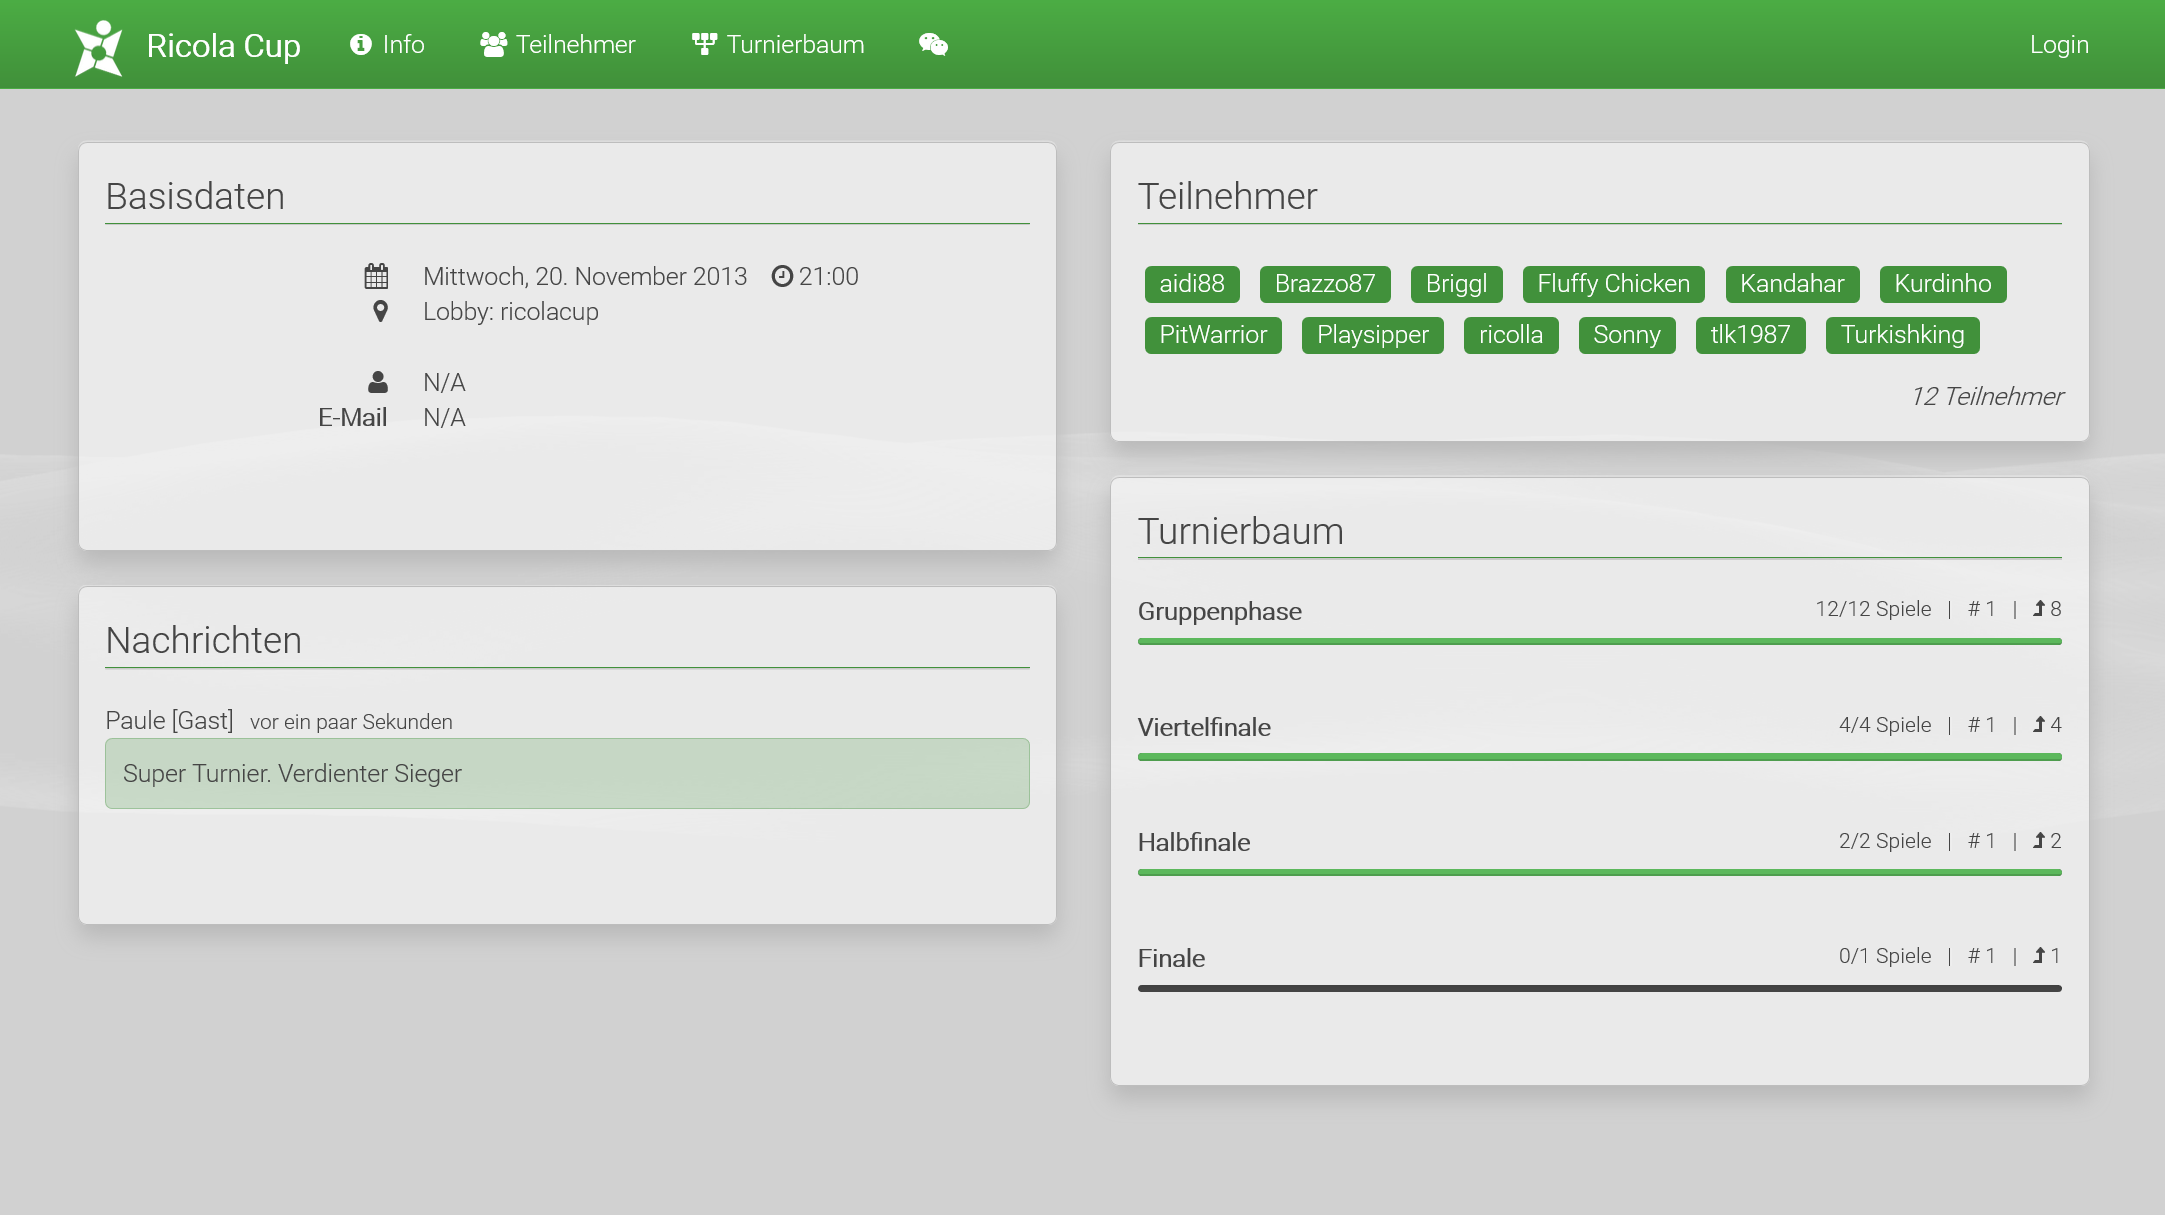 Ricola Cup Info Teilnehmer Turnierbaum Login
Basisdaten
Mittwoch, 20. November 2013 21:00
Lobby: ricolacup
N/A
E-Mail N/A
Nachrichten
Paule [Gast] vor ein paar Sekunden
Super Turnier. Verdienter Sieger
Teilnehmer
aidi88 Brazzo87 Briggl Fluffy Chicken Kandahar Kurdinho
PitWarrior Playsipper ricolla Sonny tlk1987 Turkishking
12 Teilnehmer
Turnierbaum
Gruppenphase 12/12 Spiele | # 1 | 8
Viertelfinale 4/4 Spiele | # 1 | 4
Halbfinale 2/2 Spiele | # 1 | 2
Finale 0/1 Spiele | # 1 | 1